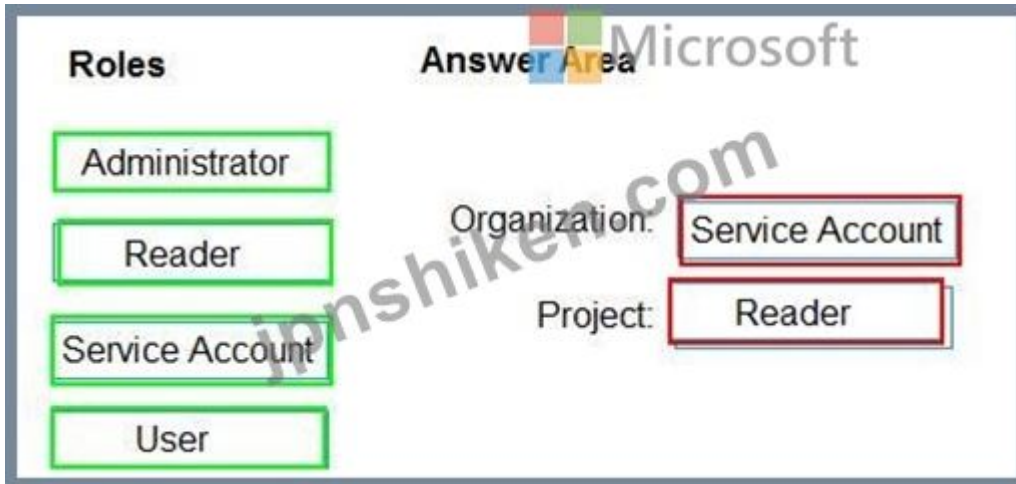 Microsoft
Roles
Answer Area
Administrator
Reader
Service Account
User
Organization: Service Account
Project: Reader
jpnshiken.com